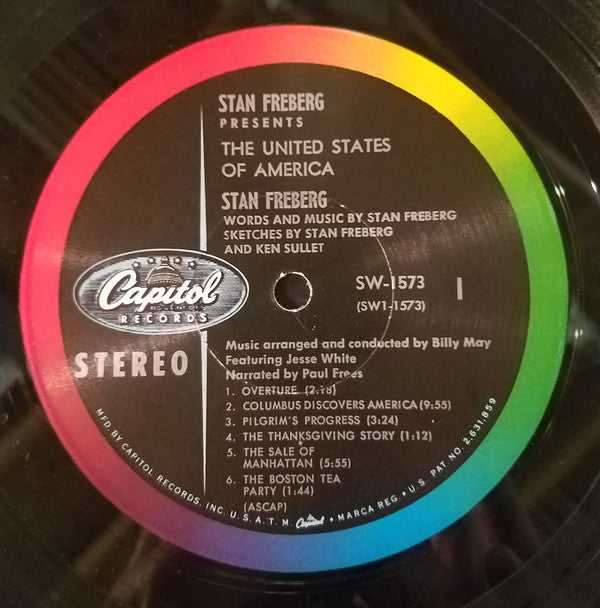 STAN FREBERG
PRESENTS
THE UNITED STATES
OF AMERICA
STAN FREBERG
WORDS AND MUSIC BY STAN FREBERG
SKETCHES BY STAN FREBERG
AND KEN SULLET
Capitol
RECORDS
SW-1573
(SW1-1573)
1
STEREO
Music arranged and conducted by Billy May
Featuring Jesse White
Narrated by Paul Frees
1. OVERTURE (2:18)
2. COLUMBUS DISCOVERS AMERICA (9:55)
3. PILGRIM'S PROGRESS (3:24)
4. THE THANKSGIVING STORY (1:12)
5. THE SALE OF
MANHATTAN (5:55)
6. THE BOSTON TEA
PARTY (1:44)
(ASCAP)
MFD. BY CAPITOL RECORDS, INC. U.S.A. T.M. Capitol • MARCA REG. • U.S. PAT. NO. 2,631,859